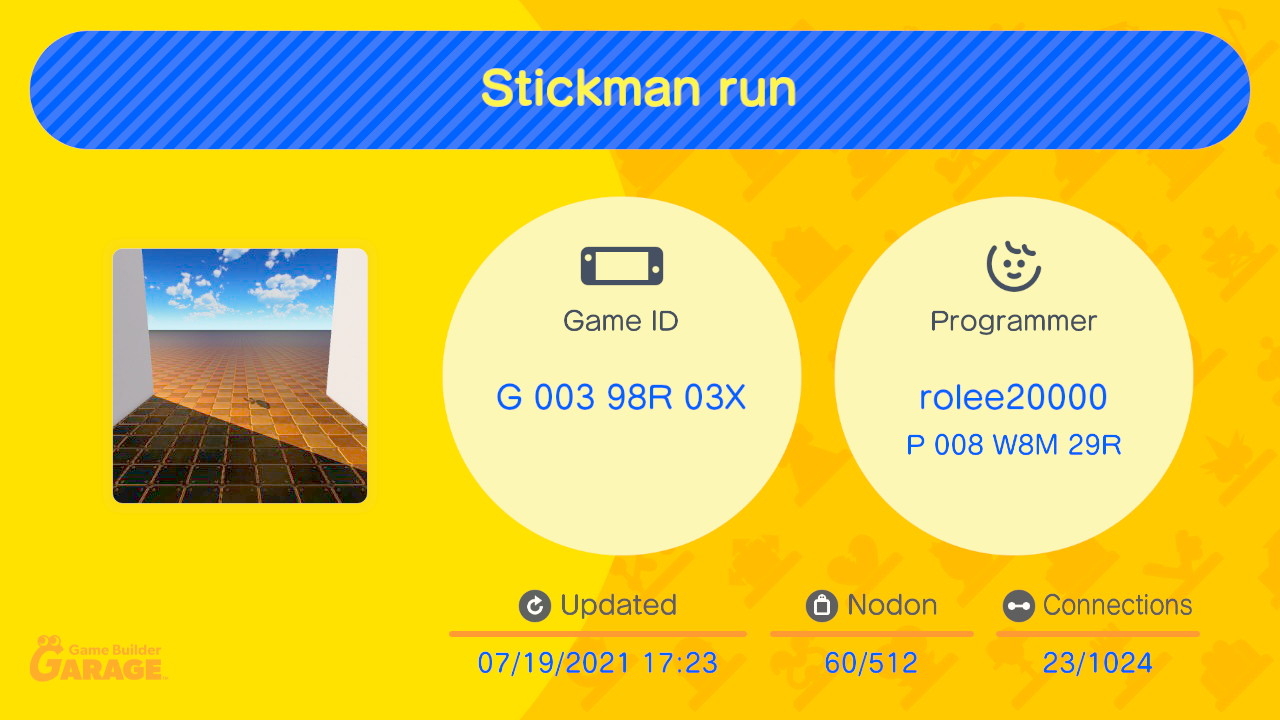 Stickman run
Game ID
G 003 98R 03X
Programmer
rolee20000
P 008 W8M 29R
Updated
07/19/2021 17:23
Nodon
60/512
Connections
23/1024
Game Builder
GARAGE™